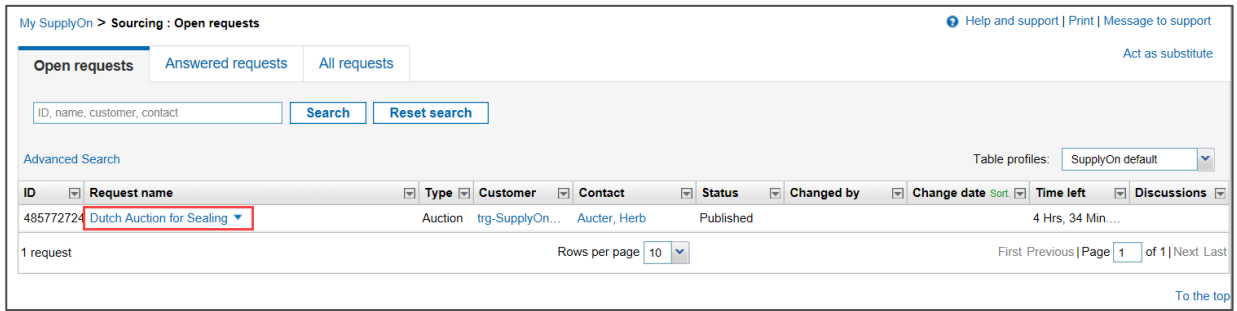 My SupplyOn > Sourcing : Open requests
Help and support | Print | Message to support
Open requests Answered requests All requests
Act as substitute
ID, name, customer, contact Search Reset search
Advanced Search
Table profiles: SupplyOn default
ID Request name Type Customer Contact Status Changed by Change date Sort. Time left Discussions
485772724 Dutch Auction for Sealing Auction trg-SupplyOn... Aucter, Herb Published 4 Hrs, 34 Min....
1 request Rows per page 10 First Previous | Page 1 of 1 | Next Last
To the top